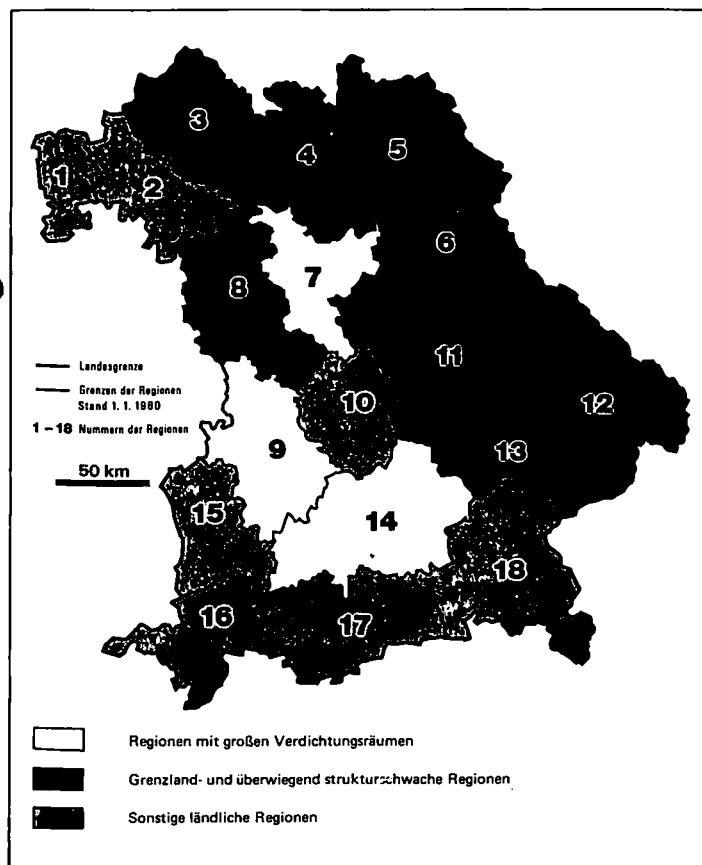 3
4
5
1
2
6
7
8
11
Landesgrenze
Grenzen der Regionen
Stand 1. 1. 1980
10
12
1 – 18 Nummern der Regionen
9
13
50 km
15
14
18
16
17
Regionen mit großen Verdichtungsräumen
Grenzland- und überwiegend strukturschwache Regionen
Sonstige ländliche Regionen